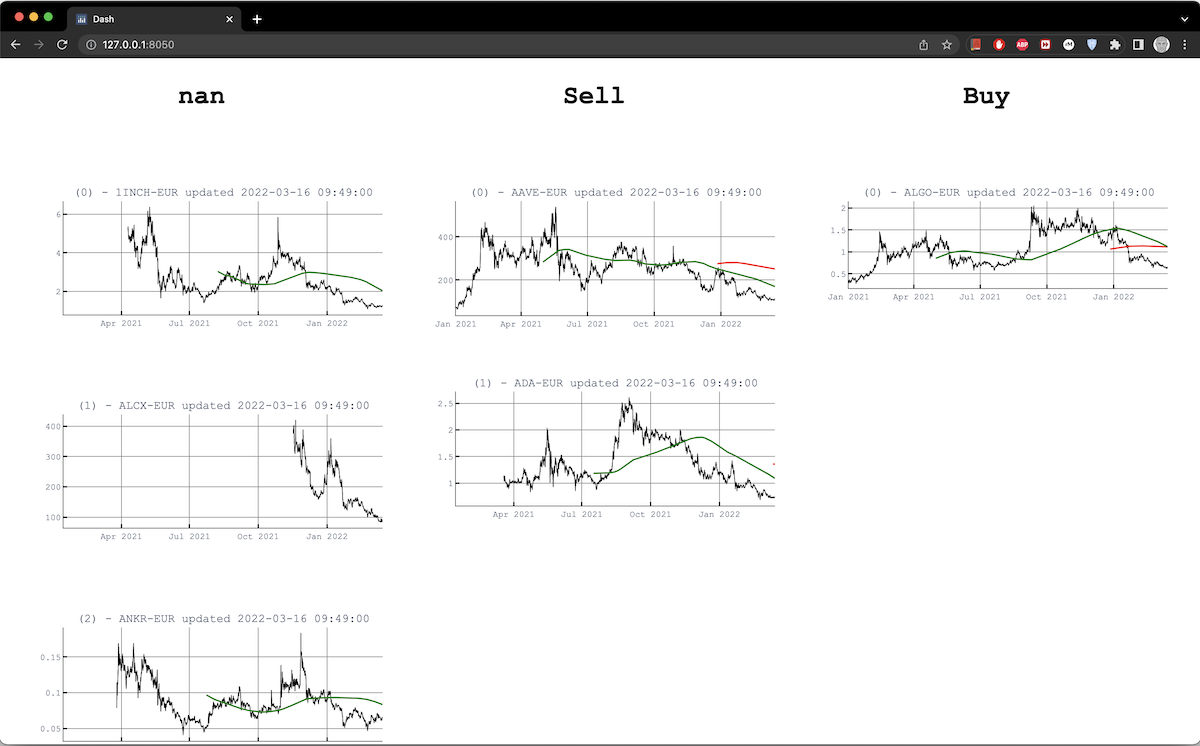 Dash
127.0.0.1:8050
ABP
nan
Sell
Buy
(0) - 1INCH-EUR updated 2022-03-16 09:49:00
6
4
2
Apr 2021 Jul 2021 Oct 2021 Jan 2022
(0) - AAVE-EUR updated 2022-03-16 09:49:00
400
200
Jan 2021 Apr 2021 Jul 2021 Oct 2021 Jan 2022
(0) - ALGO-EUR updated 2022-03-16 09:49:00
2
1.5
1
0.5
Jan 2021 Apr 2021 Jul 2021 Oct 2021 Jan 2022
(1) - ALCX-EUR updated 2022-03-16 09:49:00
400
300
200
100
Apr 2021 Jul 2021 Oct 2021 Jan 2022
(1) - ADA-EUR updated 2022-03-16 09:49:00
2.5
2
1.5
1
Apr 2021 Jul 2021 Oct 2021 Jan 2022
(2) - ANKR-EUR updated 2022-03-16 09:49:00
0.15
0.1
0.05